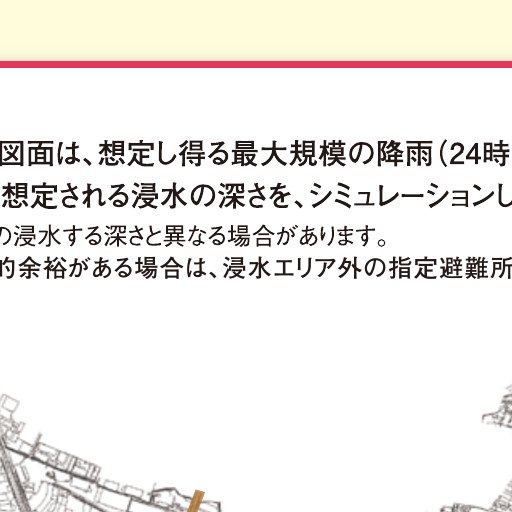 図面は、想定し得る最大規模の降雨（24時
想定される浸水の深さを、シミュレーションし
の浸水する深さと異なる場合があります。
的余裕がある場合は、浸水エリア外の指定避難所